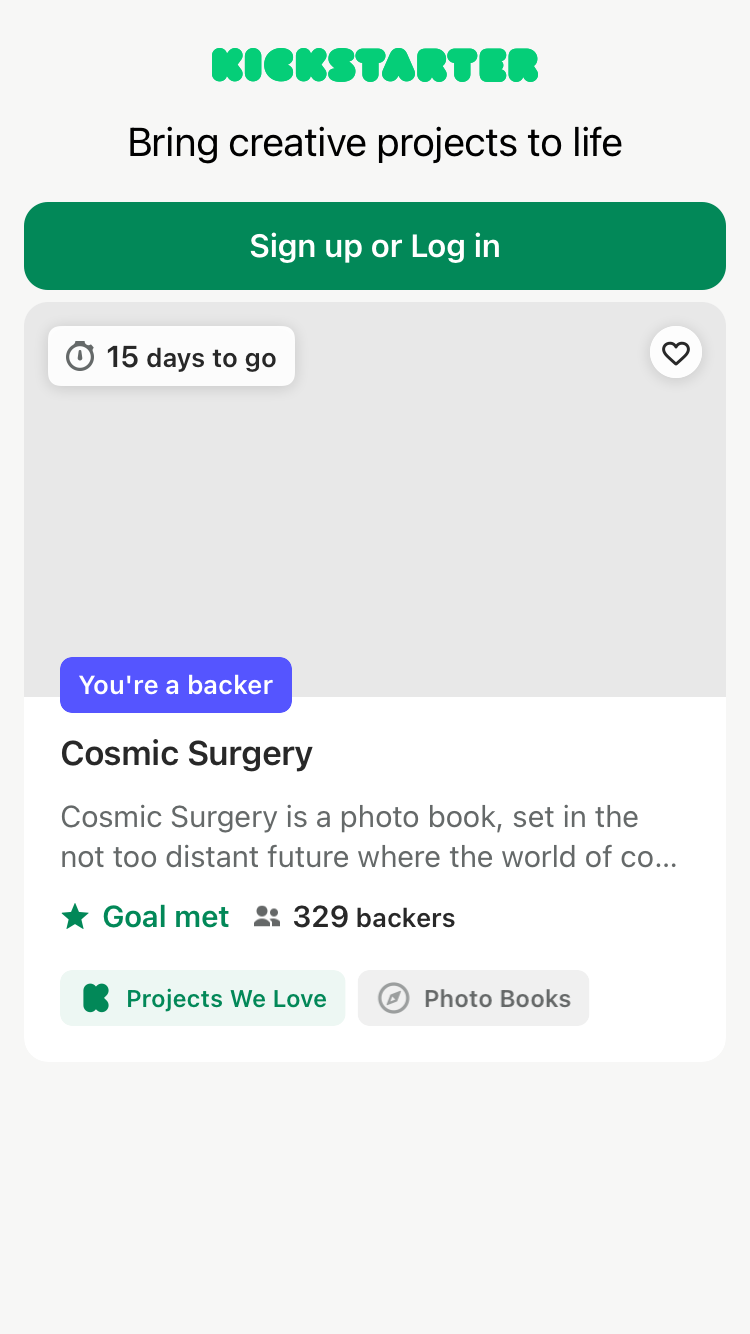 KICKSTARTER
Bring creative projects to life
Sign up or Log in
15 days to go
You're a backer
Cosmic Surgery
Cosmic Surgery is a photo book, set in the
not too distant future where the world of co...
Goal met 329 backers
Projects We Love Photo Books